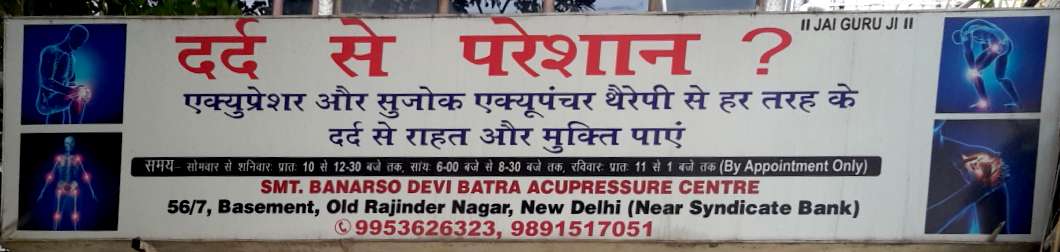 ॥ JAI GURU JI ॥
दर्द से परेशान ?
एक्युप्रेशर और सुजोक एक्यूपंचर थैरेपी से हर तरह के
दर्द से राहत और मुक्ति पाएं
समय– सोमवार से शनिवारः प्रातः 10 से 12-30 बजे तक, सायंः 6-00 बजे से 8-30 बजे तक, रविवारः प्रातः 11 से 1 बजे तक (By Appointment Only)
SMT. BANARSO DEVI BATRA ACUPRESSURE CENTRE
56/7, Basement, Old Rajinder Nagar, New Delhi (Near Syndicate Bank)
9953626323, 9891517051